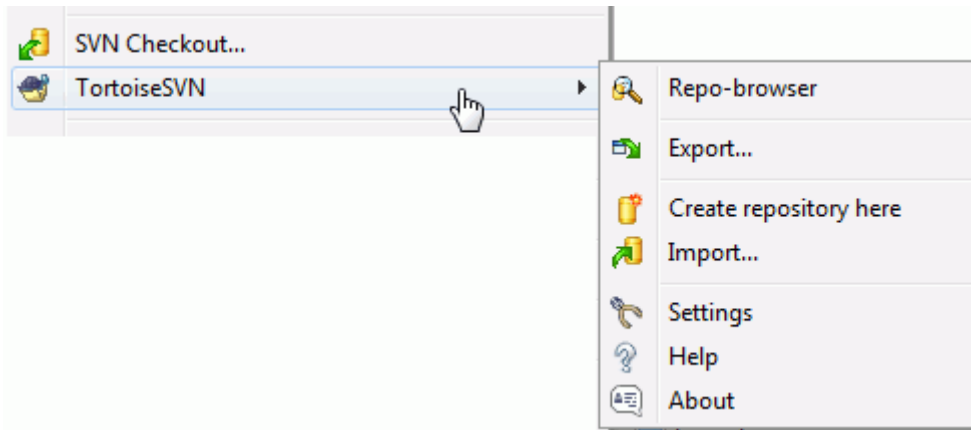 SVN Checkout...
TortoiseSVN
Repo-browser
Export...
Create repository here
Import...
Settings
Help
About